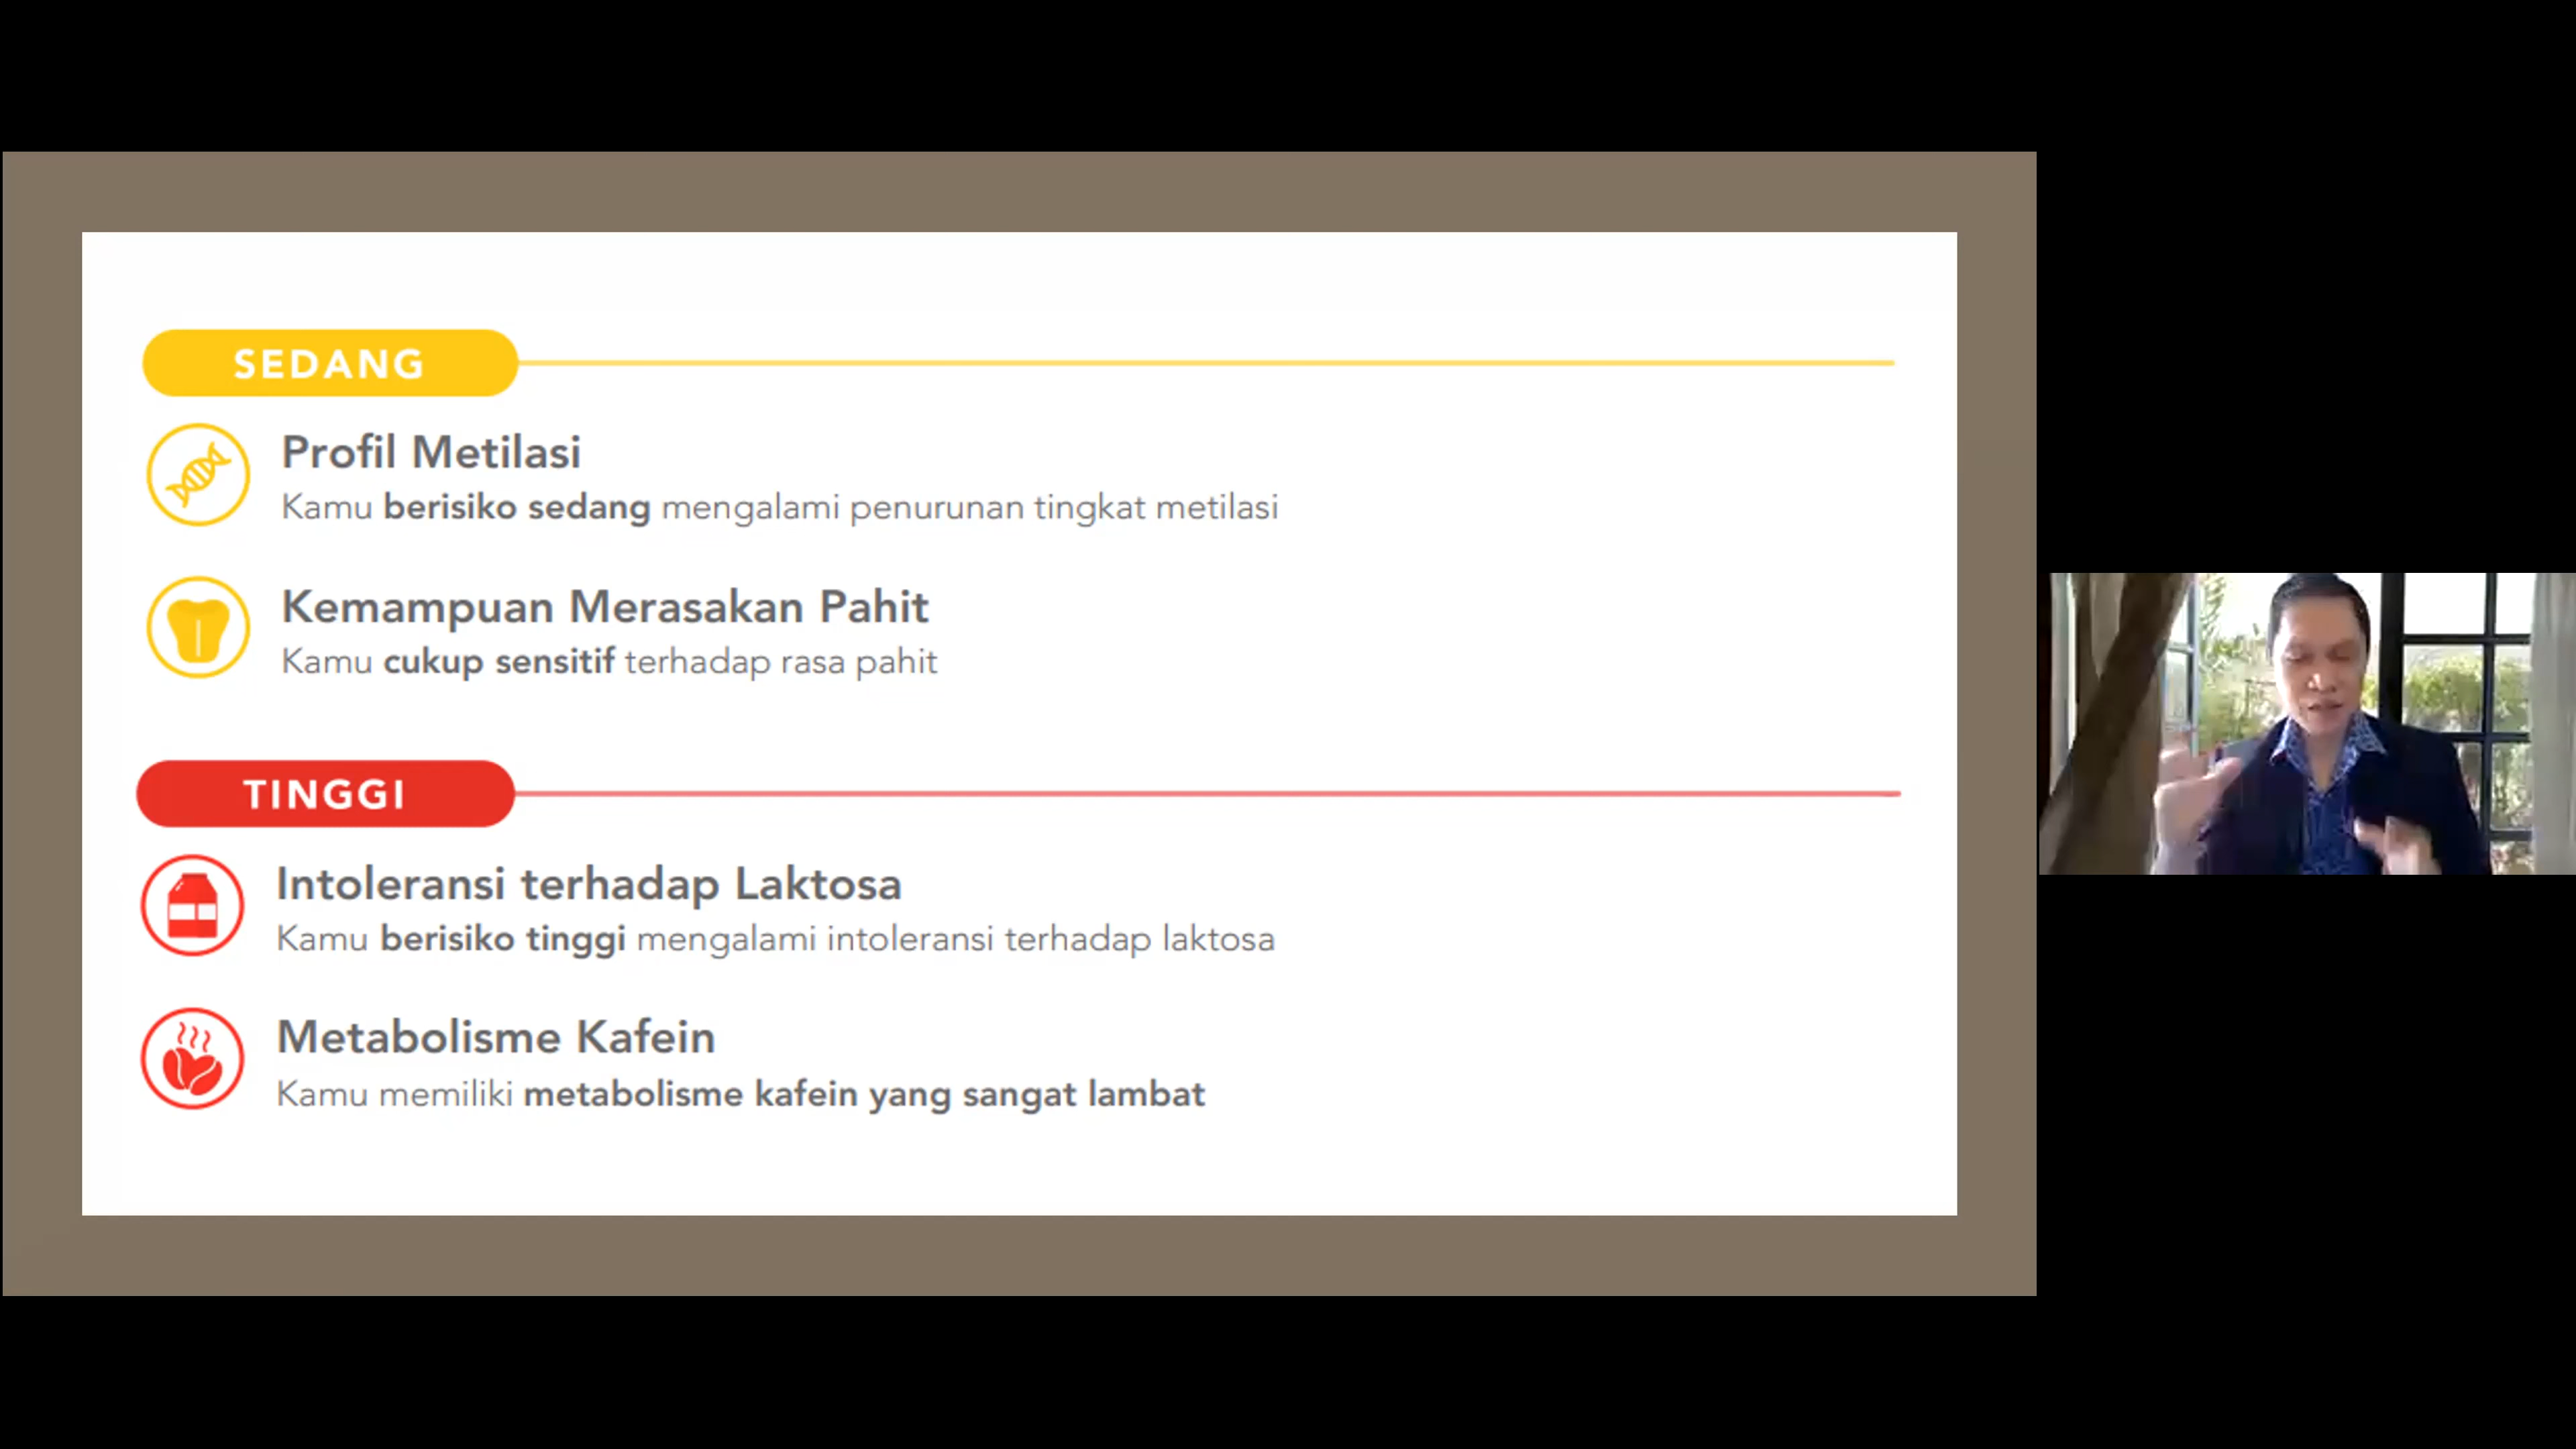 SEDANG
Profil Metilasi
Kamu berisiko sedang mengalami penurunan tingkat metilasi
Kemampuan Merasakan Pahit
Kamu cukup sensitif terhadap rasa pahit
TINGGI
Intoleransi terhadap Laktosa
Kamu berisiko tinggi mengalami intoleransi terhadap laktosa
Metabolisme Kafein
Kamu memiliki metabolisme kafein yang sangat lambat